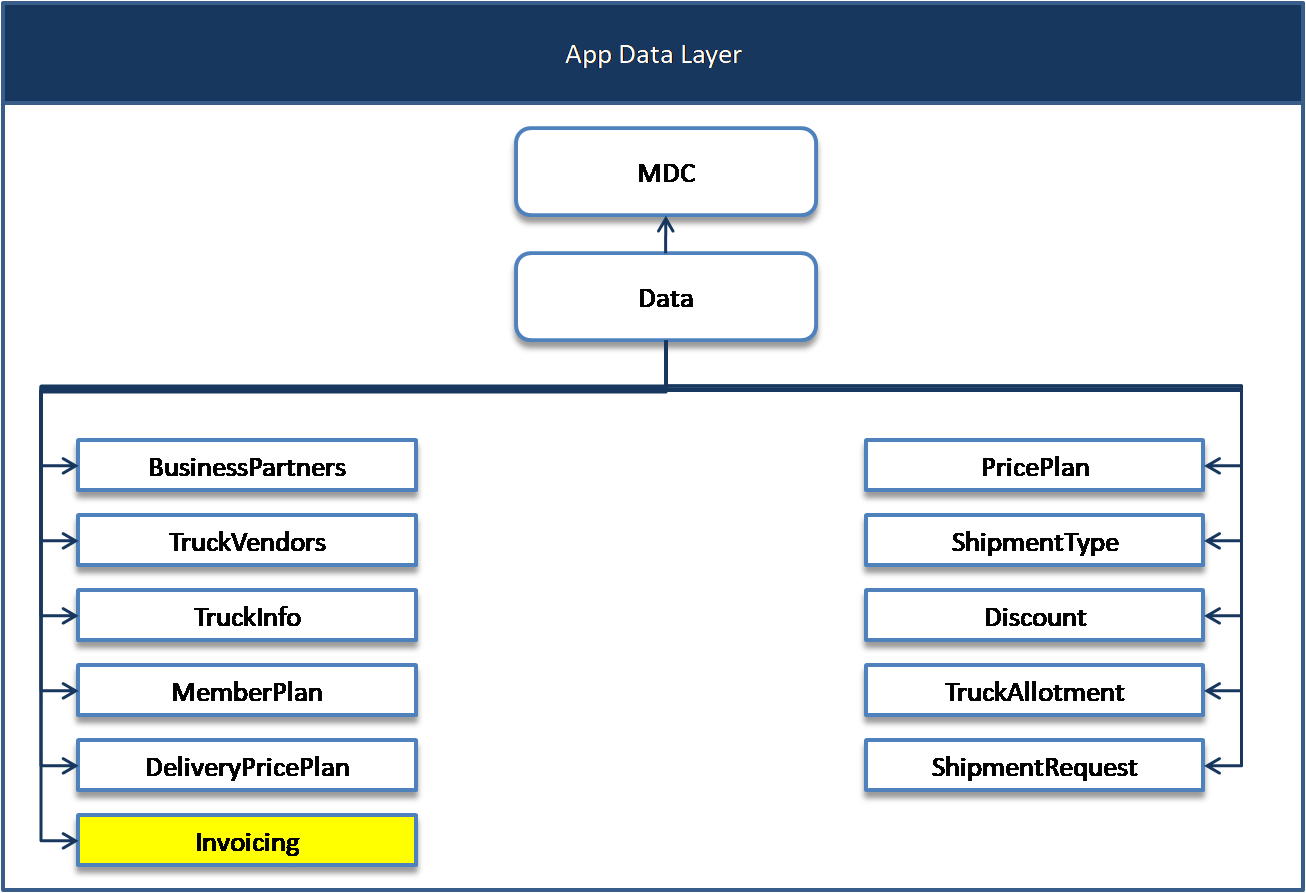 App Data Layer
MDC
Data
BusinessPartners
TruckVendors
TruckInfo
MemberPlan
DeliveryPricePlan
Invoicing
PricePlan
ShipmentType
Discount
TruckAllotment
ShipmentRequest